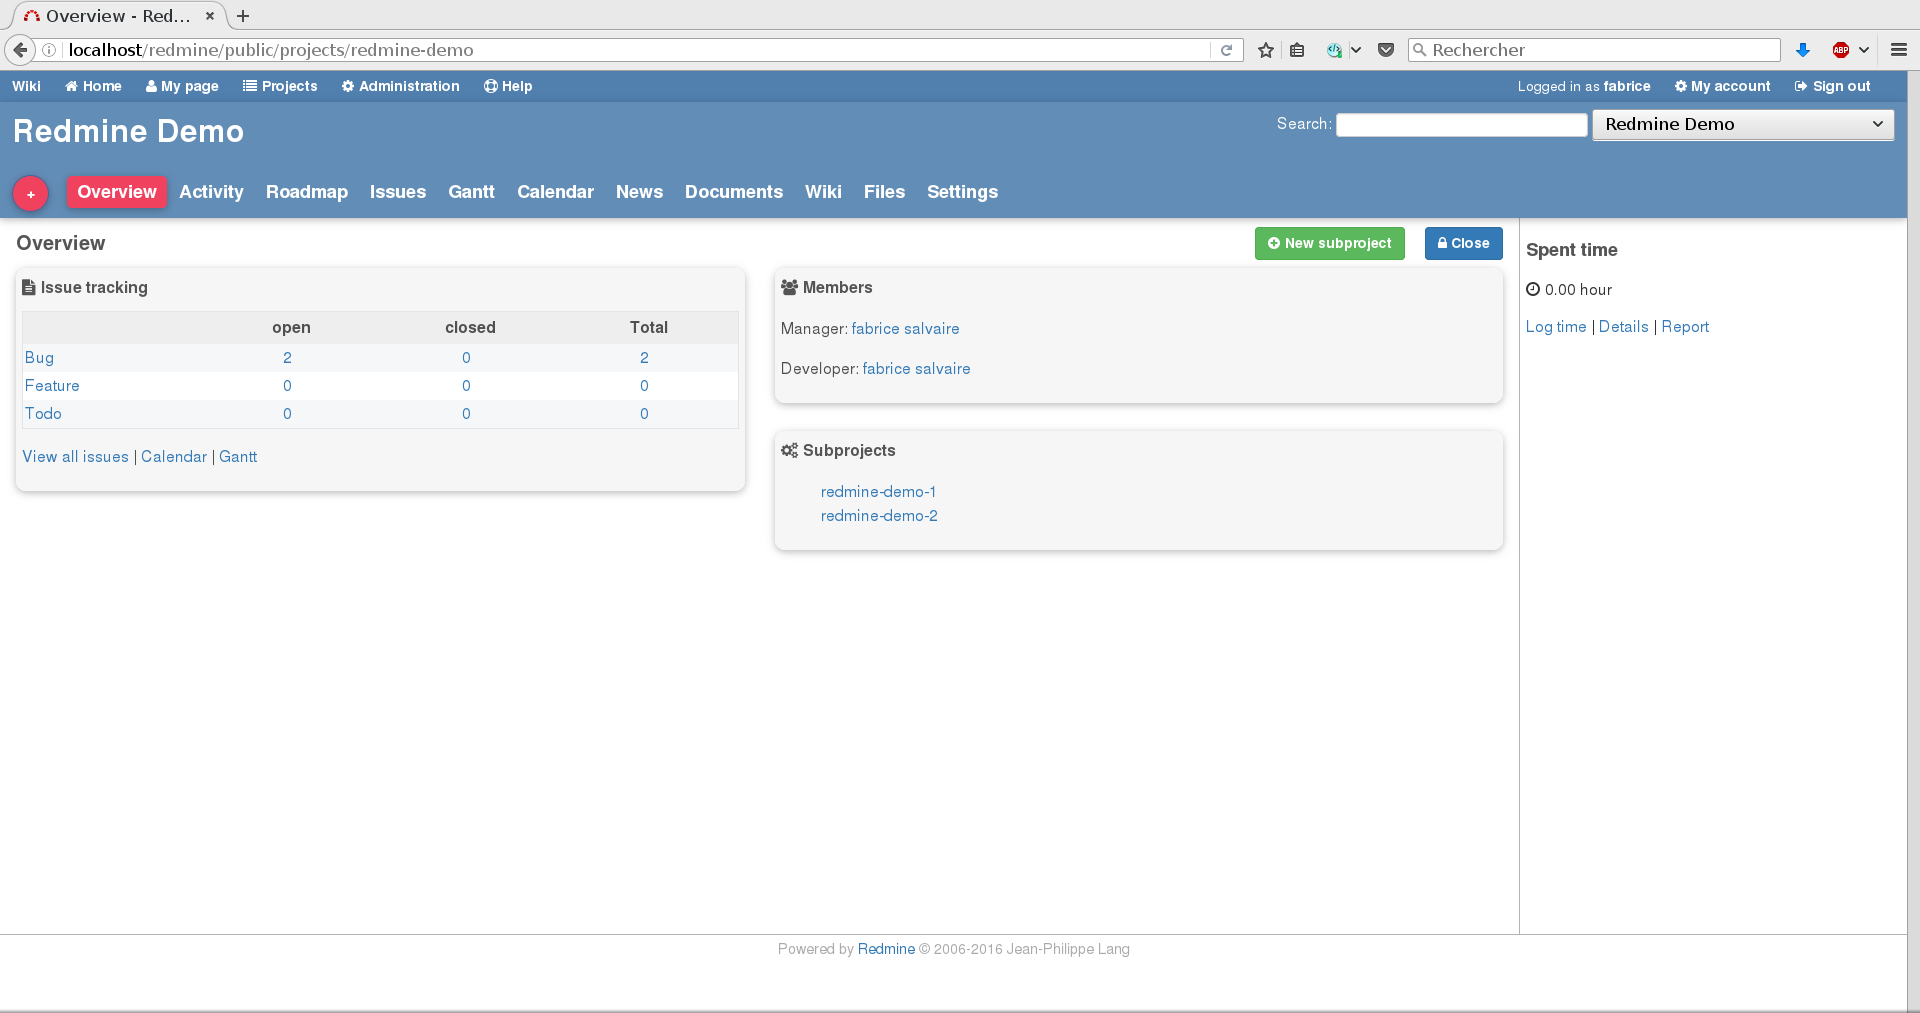 Overview - Red...
localhost/redmine/public/projects/redmine-demo
Rechercher
ABP
Wiki Home My page Projects Administration Help
Logged in as fabrice My account Sign out
Redmine Demo
Search:
Redmine Demo
+ Overview Activity Roadmap Issues Gantt Calendar News Documents Wiki Files Settings
Overview
New subproject Close
Issue tracking
open closed Total
Bug 2 0 2
Feature 0 0 0
Todo 0 0 0
View all issues | Calendar | Gantt
Members
Manager: fabrice salvaire
Developer: fabrice salvaire
Subprojects
redmine-demo-1
redmine-demo-2
Spent time
0.00 hour
Log time | Details | Report
Powered by Redmine © 2006-2016 Jean-Philippe Lang